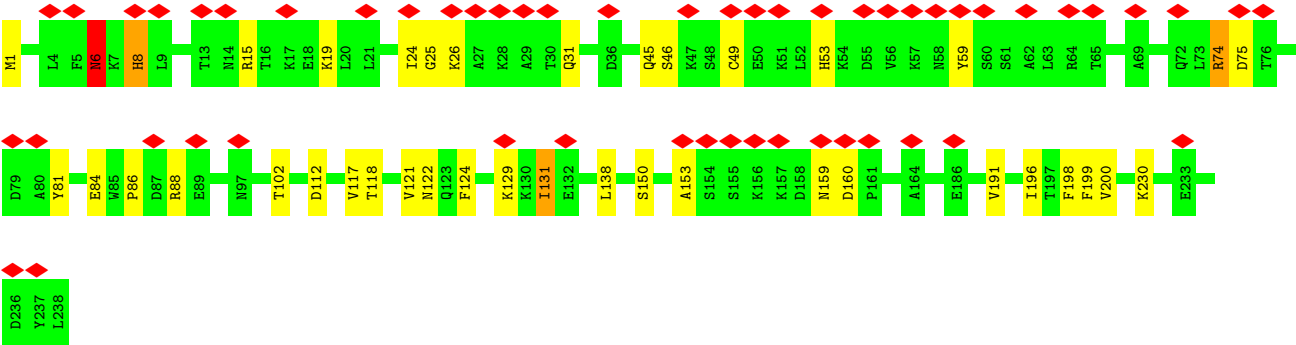 M1 L4 F5 N6 K7 H8 L9 T13 N14 R15 T16 K17 E18 K19 L20 L21 I24 G25 K26 A27 K28 A29 T30 Q31 D36 Q45 S46 K47 S48 C49 E50 K51 L52 H53 K54 D55 V56 K57 N58 Y59 S60 S61 A62 L63 R64 T65 A69 Q72 L73 R74 D75 T76
D79 A80 Y81 E84 W85 P86 D87 R88 E89 N97 T102 D112 V117 T118 V121 N122 Q123 F124 K129 K130 I131 E132 L138 S150 A153 S154 S155 K156 K157 D158 N159 D160 P161 A164 E186 V191 I196 T197 F198 F199 V200 K230 E233
D236 Y237 L238